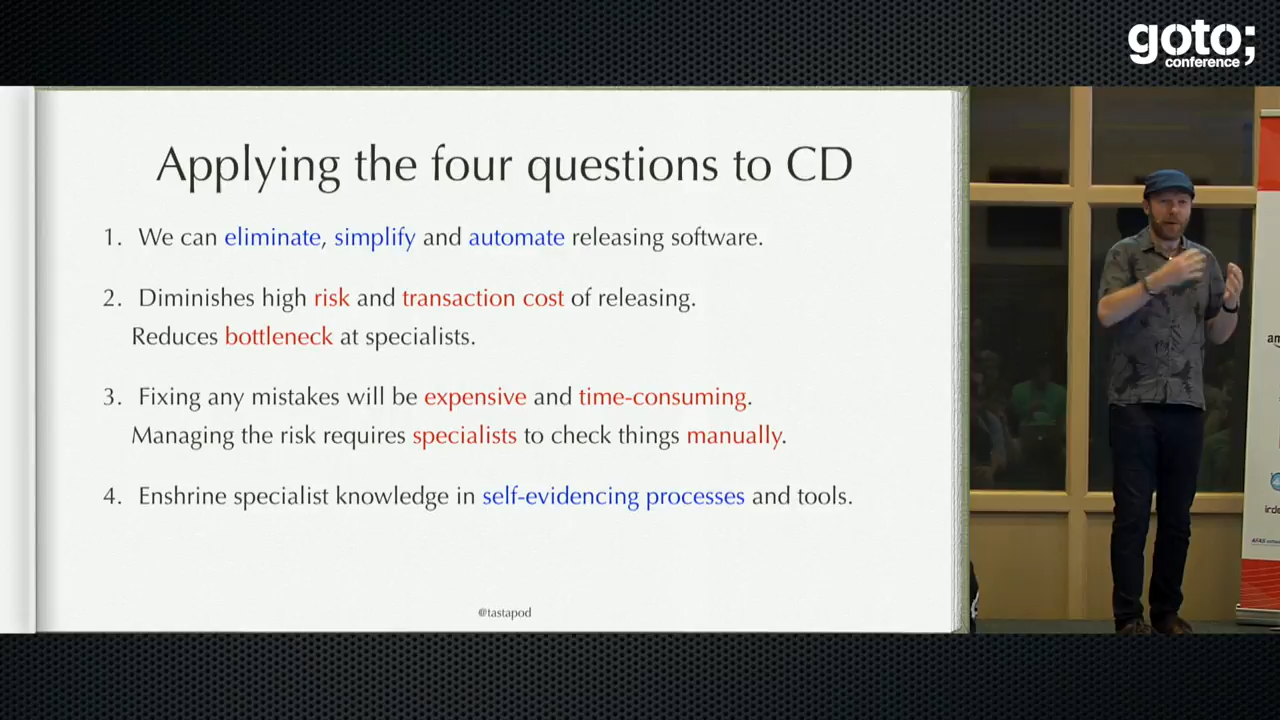 goto;
conference
Applying the four questions to CD
1. We can eliminate, simplify and automate releasing software.
2. Diminishes high risk and transaction cost of releasing.
Reduces bottleneck at specialists.
3. Fixing any mistakes will be expensive and time-consuming.
Managing the risk requires specialists to check things manually.
4. Enshrine specialist knowledge in self-evidencing processes and tools.
@tastapod